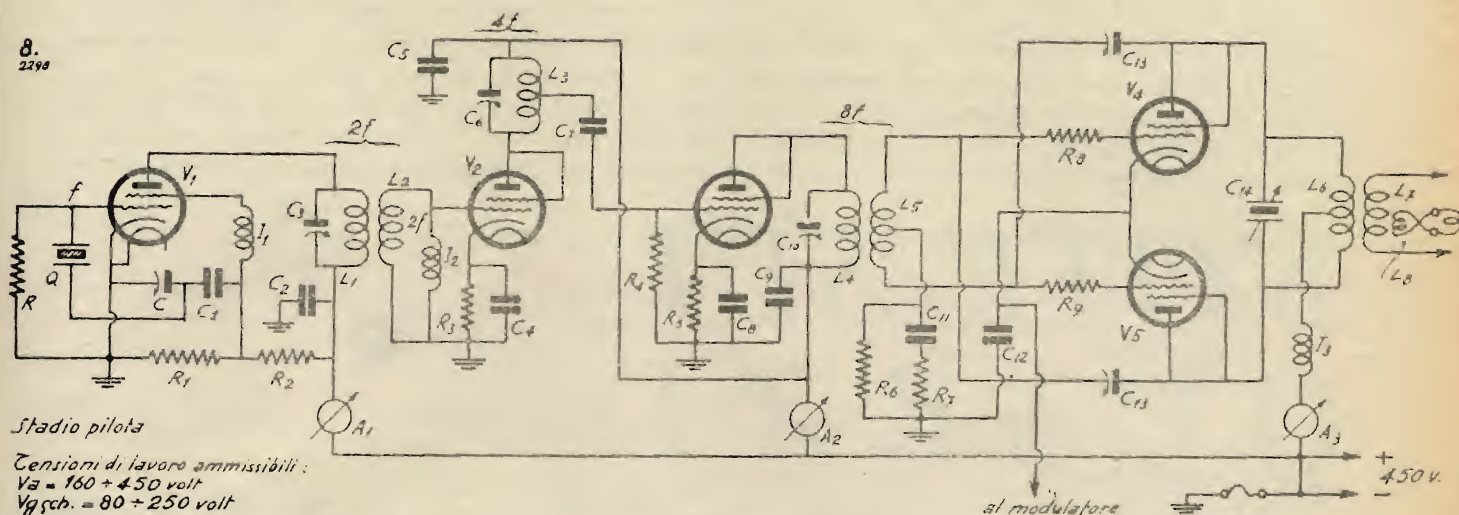 8.
2298
4f
C5
L3
C6
C7
C13
V4
2f
8f
f
V1
V2
L2
2f
R8
C14
L6
L7
C3
I1
I2
L1
C10
L4
L5
R
Q
C
C1
C2
R3
C4
R4
R5
C8
C9
C11
C12
R9
V5
L8
R1
R2
R6
R7
C13
I3
A1
A2
A3
+
450 v.
-
Stadio pilota
Tensioni di lavoro ammissibili:
Va = 160 ÷ 450 volt
Vgsch. = 80 ÷ 250 volt
al modulatore